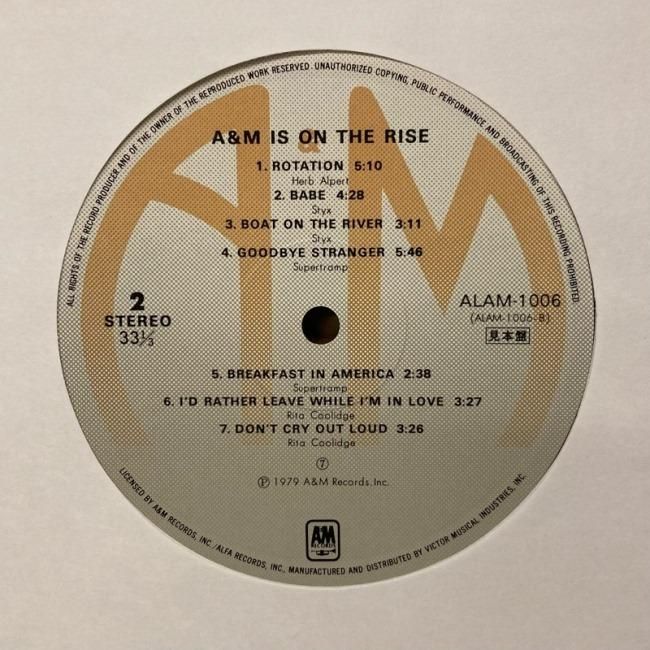 ALL RIGHTS OF THE RECORD PRODUCER AND OF THE OWNER OF THE REPRODUCED WORK RESERVED. UNAUTHORIZED COPYING, PUBLIC PERFORMANCE AND BROADCASTING OF THIS RECORDING PROHIBITED
A&M
A&M IS ON THE RISE
1. ROTATION 5:10
Herb Alpert
2. BABE 4:28
Styx
3. BOAT ON THE RIVER 3:11
Styx
4. GOODBYE STRANGER 5:46
Supertramp
2
STEREO
33⅓
ALAM-1006
(ALAM-1006-B)
見本盤
5. BREAKFAST IN AMERICA 2:38
Supertramp
6. I'D RATHER LEAVE WHILE I'M IN LOVE 3:27
Rita Coolidge
7. DON'T CRY OUT LOUD 3:26
Rita Coolidge
⑦
Ⓟ 1979 A&M Records, Inc.
AM
RECORDS
LICENSED BY A&M RECORDS, INC./ALFA RECORDS, INC., MANUFACTURED AND DISTRIBUTED BY VICTOR MUSICAL INDUSTRIES, INC.